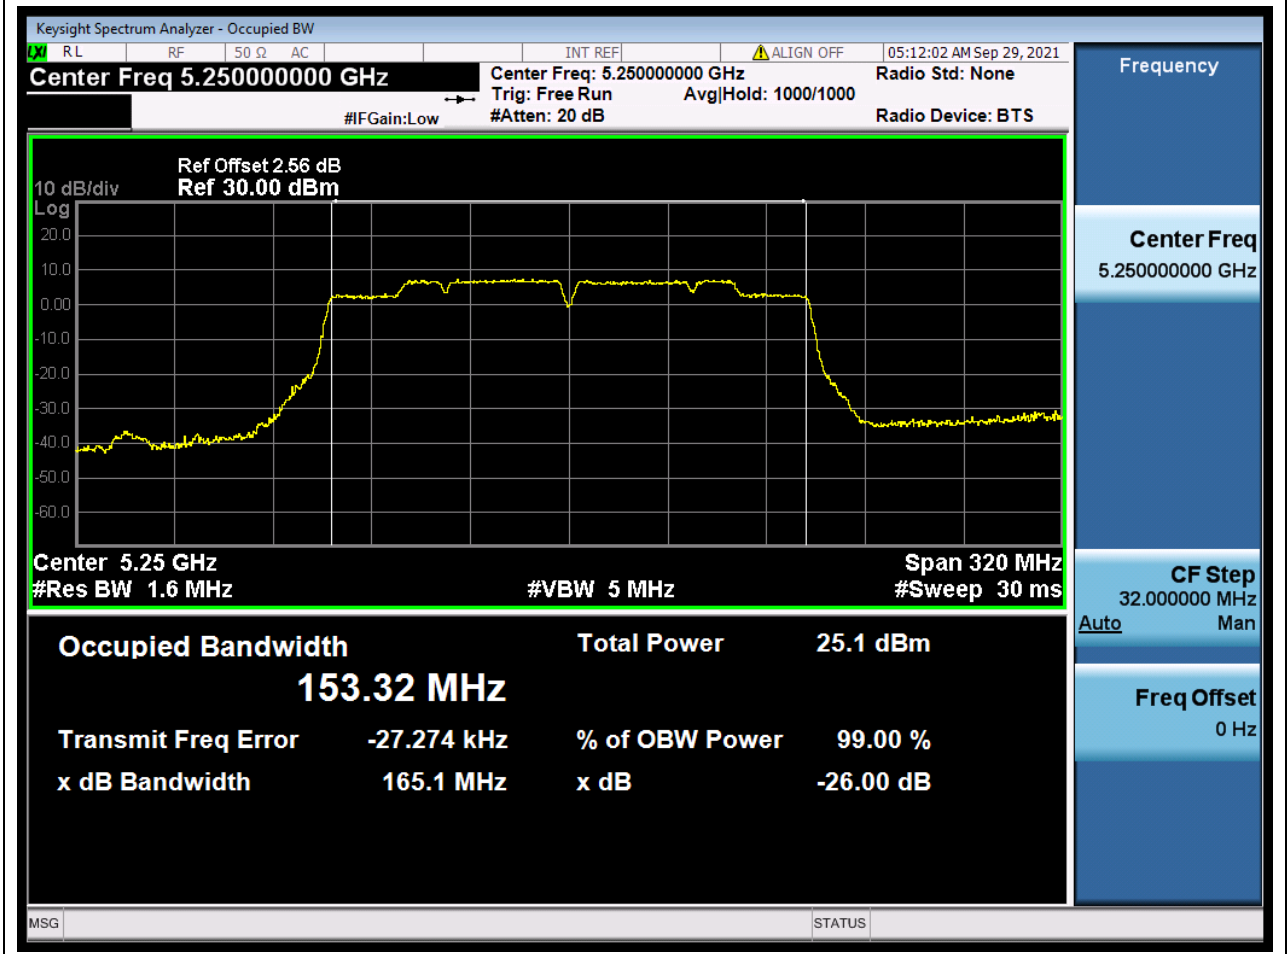 Keysight Spectrum Analyzer - Occupied BW
LXI RL RF 50 Ω AC INT REF ALIGN OFF 05:12:02 AM Sep 29, 2021
Center Freq 5.250000000 GHz
Center Freq: 5.250000000 GHz
Radio Std: None
Trig: Free Run Avg|Hold: 1000/1000
#IFGain:Low
#Atten: 20 dB
Radio Device: BTS
Ref Offset 2.56 dB
10 dB/div Ref 30.00 dBm
Log
20.0
10.0
0.00
-10.0
-20.0
-30.0
-40.0
-50.0
-60.0
Center 5.25 GHz Span 320 MHz
#Res BW 1.6 MHz #VBW 5 MHz #Sweep 30 ms
Occupied Bandwidth Total Power 25.1 dBm
153.32 MHz
Transmit Freq Error -27.274 kHz % of OBW Power 99.00 %
x dB Bandwidth 165.1 MHz x dB -26.00 dB
MSG STATUS
Frequency
Center Freq
5.250000000 GHz
CF Step
32.000000 MHz
Auto Man
Freq Offset
0 Hz